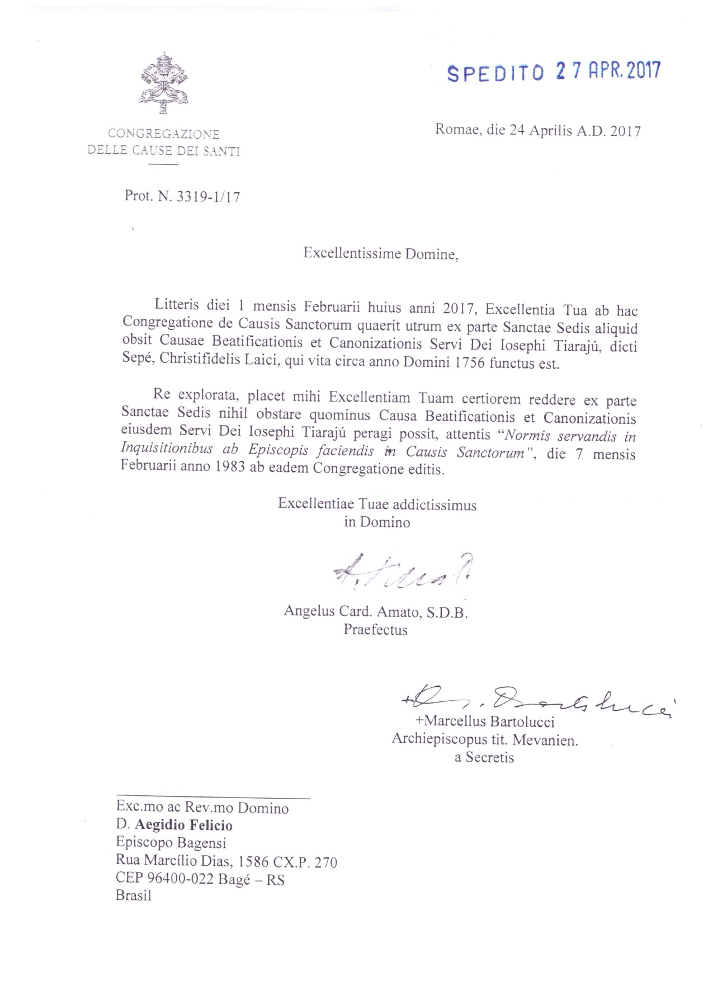 SPEDITO 27 APR. 2017
CONGREGAZIONE
DELLE CAUSE DEI SANTI
Romae, die 24 Aprilis A.D. 2017
Prot. N. 3319-1/17
Excellentissime Domine,
Litteris diei 1 mensis Februarii huius anni 2017, Excellentia Tua ab hac
Congregatione de Causis Sanctorum quaerit utrum ex parte Sanctae Sedis aliquid
obsit Causae Beatificationis et Canonizationis Servi Dei Iosephi Tiarajú, dicti
Sepé, Christifidelis Laici, qui vita circa anno Domini 1756 functus est.
Re explorata, placet mihi Excellentiam Tuam certiorem reddere ex parte
Sanctae Sedis nihil obstare quominus Causa Beatificationis et Canonizationis
eiusdem Servi Dei Iosephi Tiarajú peragi possit, attentis “Normis servandis in
Inquisitionibus ab Episcopis faciendis in Causis Sanctorum”, die 7 mensis
Februarii anno 1983 ab eadem Congregatione editis.
Excellentiae Tuae addictissimus
in Domino
Angelus Card. Amato, S.D.B.
Praefectus
+Marcellus Bartolucci
Archiepiscopus tit. Mevanien.
a Secretis
Exc.mo ac Rev.mo Domino
D. Aegidio Felicio
Episcopo Bagensi
Rua Marcílio Dias, 1586 CX.P. 270
CEP 96400-022 Bagé – RS
Brasil